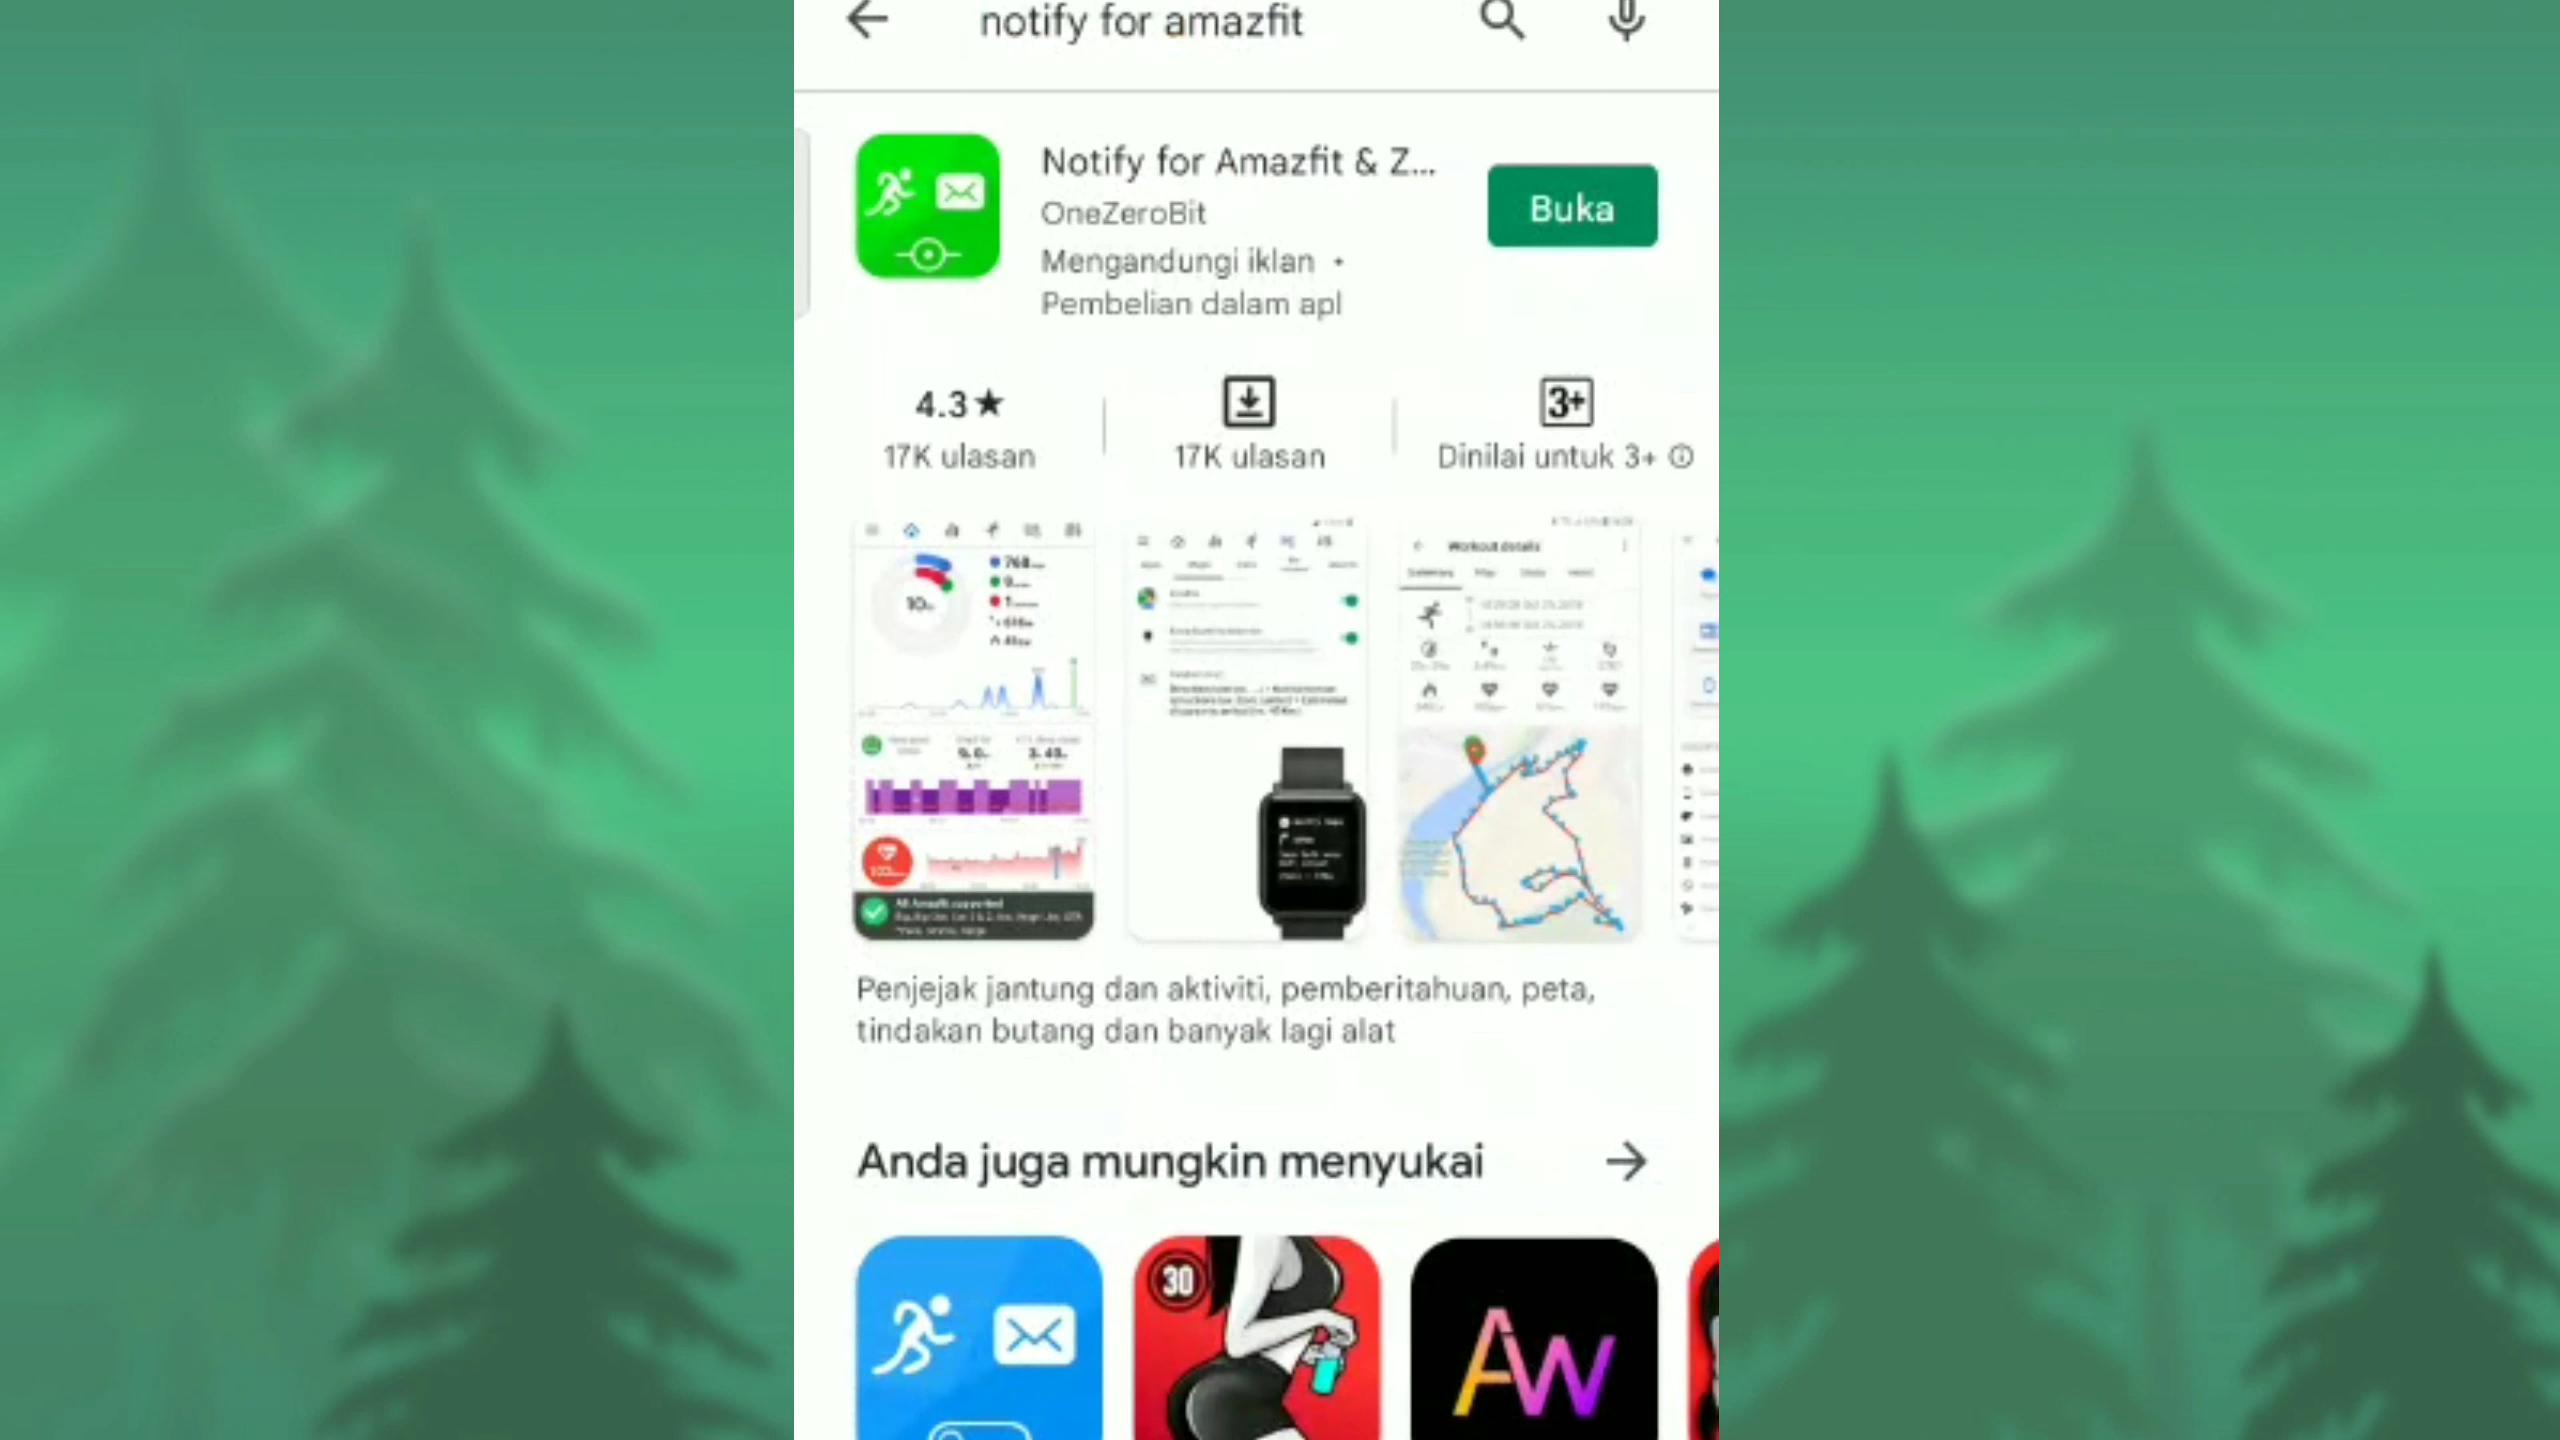 notify for amazfit
Notify for Amazfit & Z...
OneZeroBit
Buka
Mengandungi iklan •
Pembelian dalam apl
4.3★
17K ulasan
17K ulasan
3+
Dinilai untuk 3+
Workout details
Penjejak jantung dan aktiviti, pemberitahuan, peta,
tindakan butang dan banyak lagi alat
Anda juga mungkin menyukai
30
AW